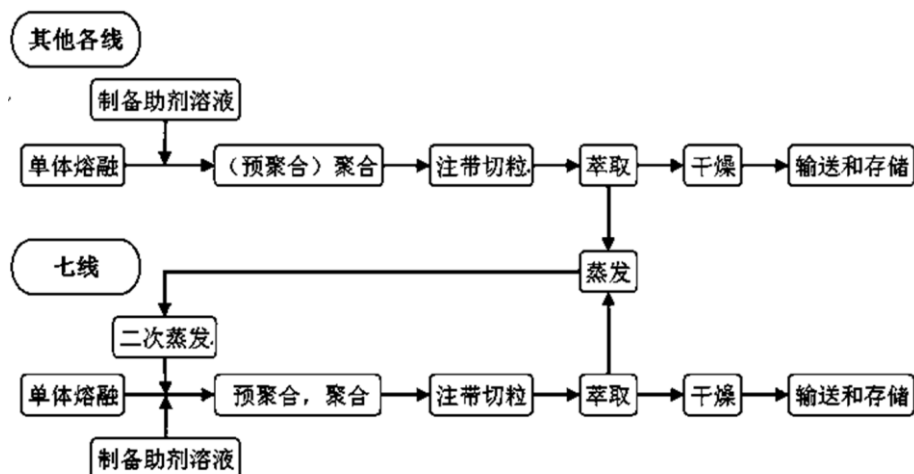 其他各线
制备助剂溶液
单体熔融
（预聚合）聚合
注带切粒
萃取
干燥
输送和存储
七线
蒸发
二次蒸发
单体熔融
预聚合，聚合
注带切粒
萃取
干燥
输送和存储
制备助剂溶液